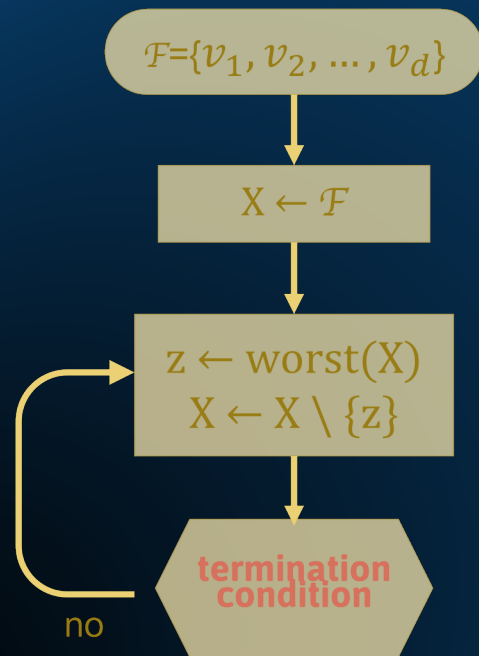 ℱ={v₁, v₂, …, v_d}
X ← ℱ
z ← worst(X)
X ← X \ {z}
termination
condition
no